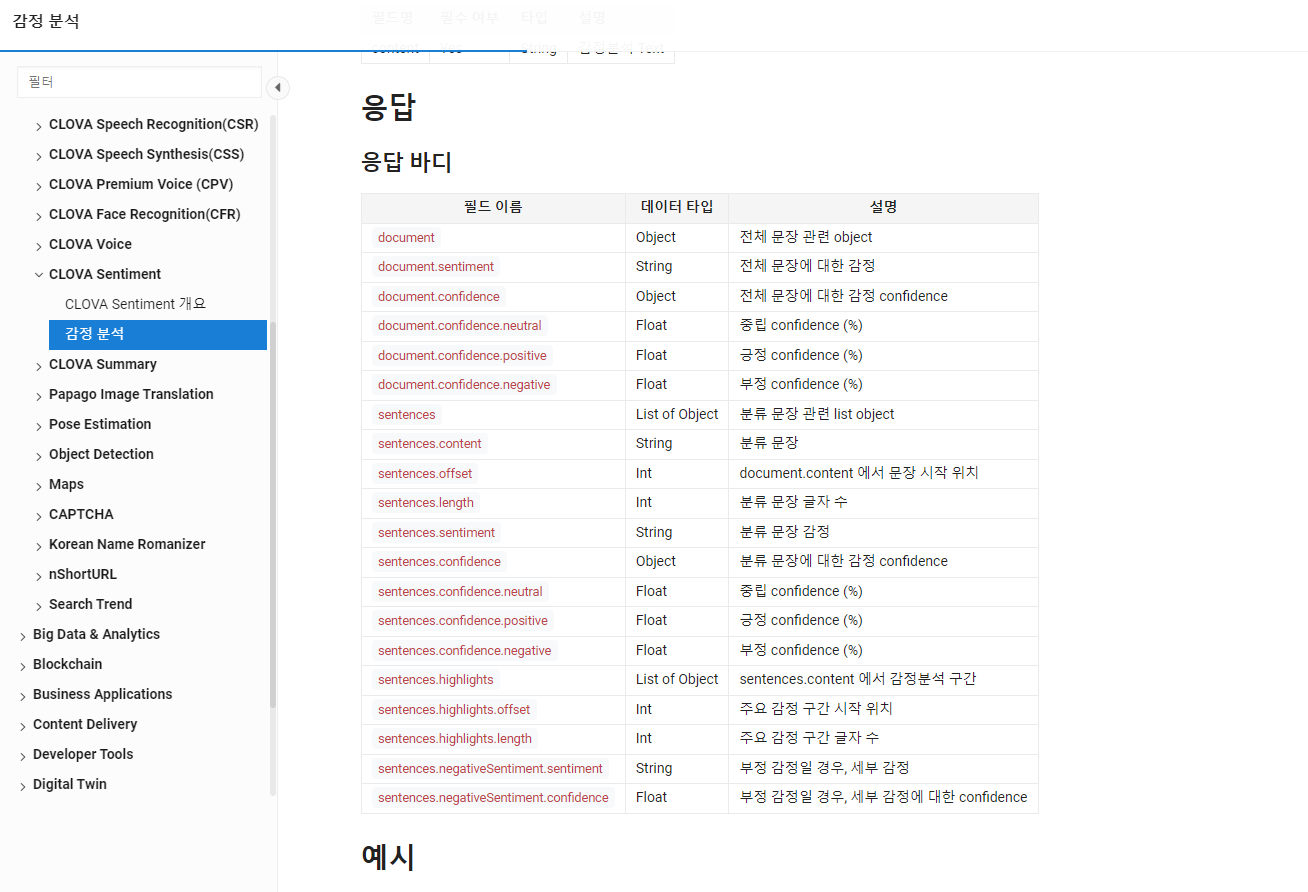 감정 분석
필드명 필수 여부 타입 설명
content Yes String 감정분석 Text
필터
CLOVA Speech Recognition(CSR)
CLOVA Speech Synthesis(CSS)
CLOVA Premium Voice (CPV)
CLOVA Face Recognition(CFR)
CLOVA Voice
CLOVA Sentiment
CLOVA Sentiment 개요
감정 분석
CLOVA Summary
Papago Image Translation
Pose Estimation
Object Detection
Maps
CAPTCHA
Korean Name Romanizer
nShortURL
Search Trend
Big Data & Analytics
Blockchain
Business Applications
Content Delivery
Developer Tools
Digital Twin
응답
응답 바디
필드 이름 데이터 타입 설명
document Object 전체 문장 관련 object
document.sentiment String 전체 문장에 대한 감정
document.confidence Object 전체 문장에 대한 감정 confidence
document.confidence.neutral Float 중립 confidence (%)
document.confidence.positive Float 긍정 confidence (%)
document.confidence.negative Float 부정 confidence (%)
sentences List of Object 분류 문장 관련 list object
sentences.content String 분류 문장
sentences.offset Int document.content 에서 문장 시작 위치
sentences.length Int 분류 문장 글자 수
sentences.sentiment String 분류 문장 감정
sentences.confidence Object 분류 문장에 대한 감정 confidence
sentences.confidence.neutral Float 중립 confidence (%)
sentences.confidence.positive Float 긍정 confidence (%)
sentences.confidence.negative Float 부정 confidence (%)
sentences.highlights List of Object sentences.content 에서 감정분석 구간
sentences.highlights.offset Int 주요 감정 구간 시작 위치
sentences.highlights.length Int 주요 감정 구간 글자 수
sentences.negativeSentiment.sentiment String 부정 감정일 경우, 세부 감정
sentences.negativeSentiment.confidence Float 부정 감정일 경우, 세부 감정에 대한 confidence
예시